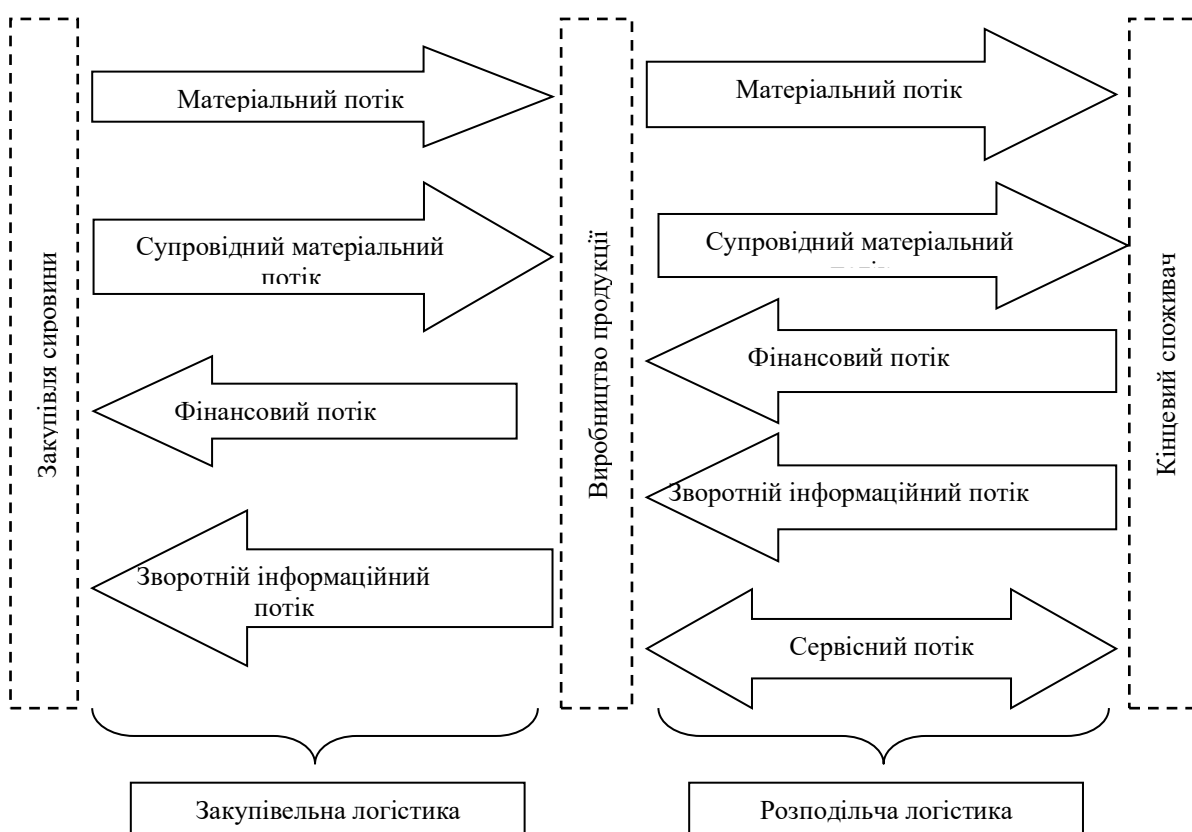 Закупівля сировини
Матеріальний потік
Супровідний матеріальний
потік
Фінансовий потік
Зворотній інформаційний
потік
Виробництво продукції
Матеріальний потік
Супровідний матеріальний
Фінансовий потік
Зворотній інформаційний потік
Сервісний потік
Кінцевий споживач
Закупівельна логістика
Розподільча логістика